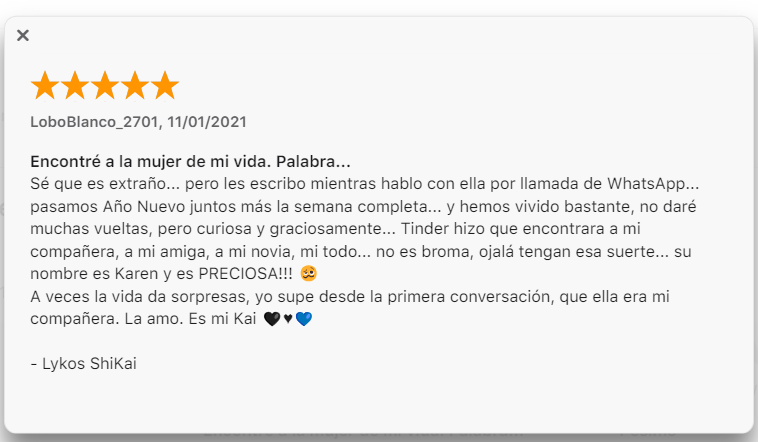 LoboBlanco_2701, 11/01/2021
Encontré a la mujer de mi vida. Palabra...
Sé que es extraño... pero les escribo mientras hablo con ella por llamada de WhatsApp...
pasamos Año Nuevo juntos más la semana completa... y hemos vivido bastante, no daré
muchas vueltas, pero curiosa y graciosamente... Tinder hizo que encontrara a mi
compañera, a mi amiga, a mi novia, mi todo... no es broma, ojalá tengan esa suerte... su
nombre es Karen y es PRECIOSA!!! 🥴
A veces la vida da sorpresas, yo supe desde la primera conversación, que ella era mi
compañera. La amo. Es mi Kai 🖤♥💙
- Lykos ShiKai